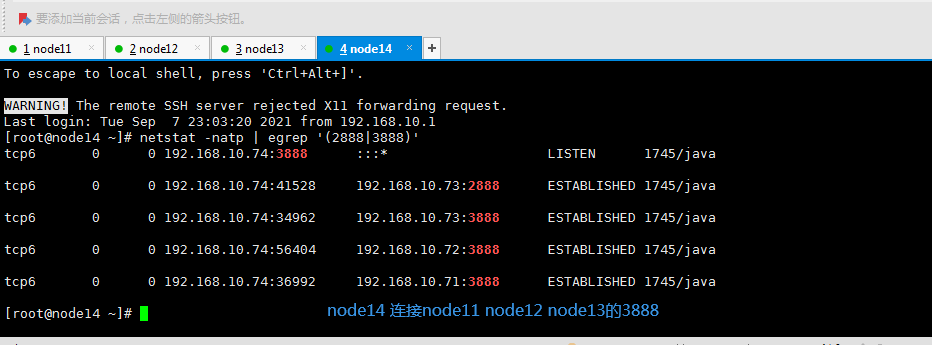 要添加当前会话，点击左侧的箭头按钮。
1 node11 × 2 node12 × 3 node13 × 4 node14 × +
To escape to local shell, press 'Ctrl+Alt+]'.
WARNING! The remote SSH server rejected X11 forwarding request.
Last login: Tue Sep  7 23:03:20 2021 from 192.168.10.1
[root@node14 ~]# netstat -natp | egrep '(2888|3888)'
tcp6       0      0 192.168.10.74:3888      :::*                    LISTEN      1745/java
tcp6       0      0 192.168.10.74:41528     192.168.10.73:2888      ESTABLISHED 1745/java
tcp6       0      0 192.168.10.74:34962     192.168.10.73:3888      ESTABLISHED 1745/java
tcp6       0      0 192.168.10.74:56404     192.168.10.72:3888      ESTABLISHED 1745/java
tcp6       0      0 192.168.10.74:36992     192.168.10.71:3888      ESTABLISHED 1745/java
[root@node14 ~]#
node14 连接node11 node12 node13的3888